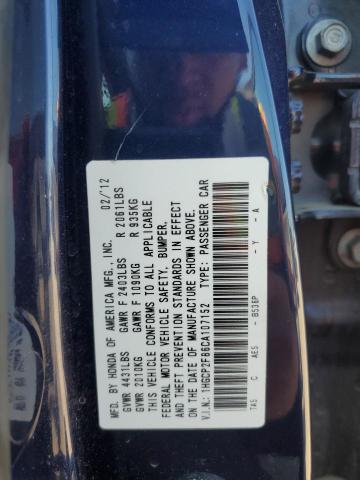 MFD. BY HONDA OF AMERICA MFG., INC. 02/'12
GVWR 4431LBS GAWR F 2403LBS R 2061LBS
GVWR 2010KG GAWR F 1090KG R 935KG
THIS VEHICLE CONFORMS TO ALL APPLICABLE
FEDERAL MOTOR VEHICLE SAFETY, BUMPER,
AND THEFT PREVENTION STANDARDS IN EFFECT
ON THE DATE OF MANUFACTURE SHOWN ABOVE.
V.I.N.: 1HGCP2F86CA107152 TYPE: PASSENGER CAR
TA5 C AES - B536P - Y - A